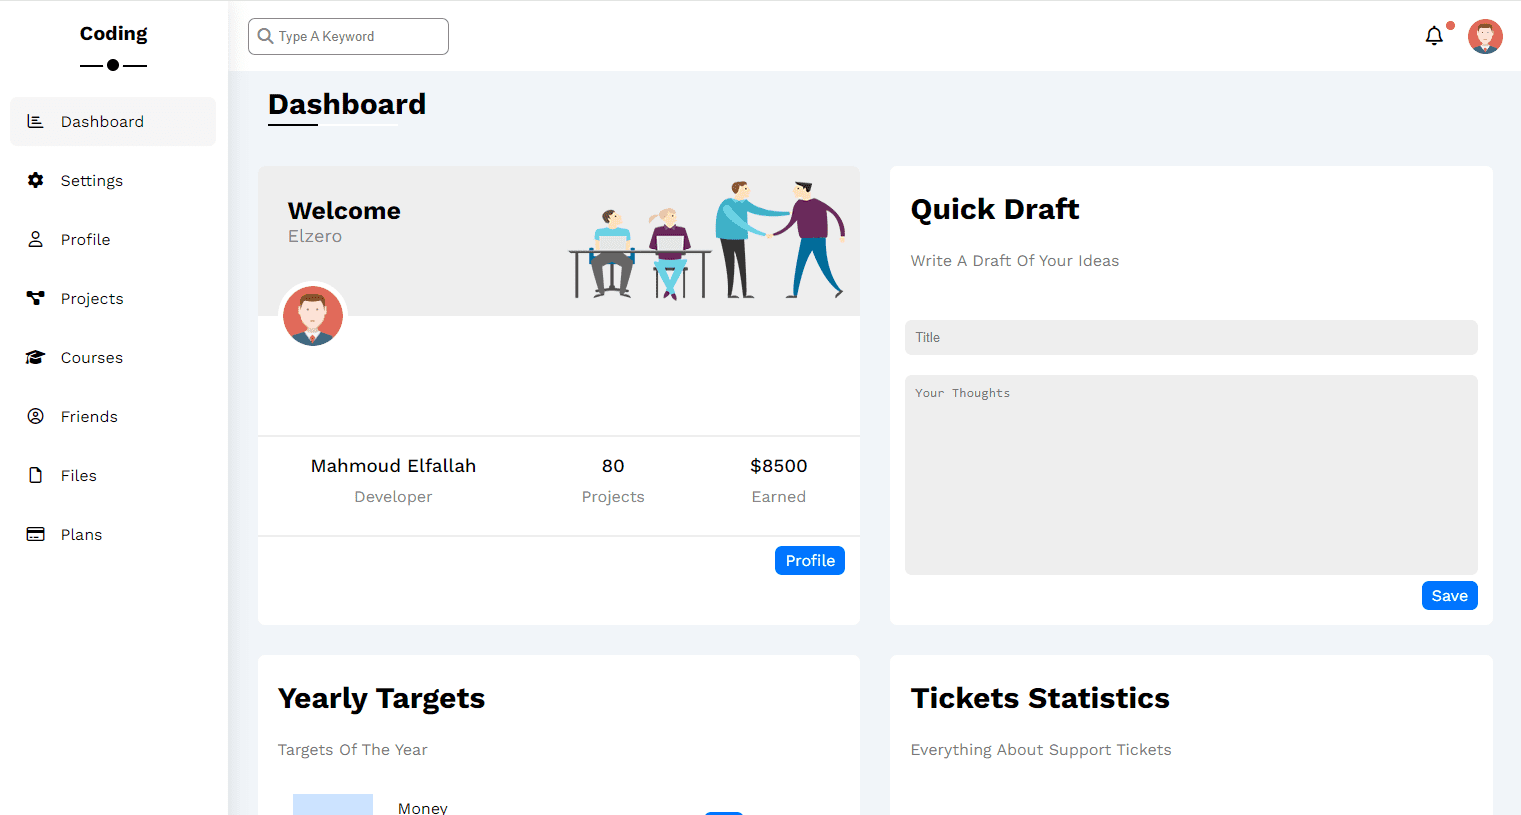 Coding
Type A Keyword
Dashboard
Settings
Profile
Projects
Courses
Friends
Files
Plans
Dashboard
Welcome
Elzero
Mahmoud Elfallah
Developer
80
Projects
$8500
Earned
Profile
Quick Draft
Write A Draft Of Your Ideas
Title
Your Thoughts
Save
Yearly Targets
Targets Of The Year
Money
Tickets Statistics
Everything About Support Tickets